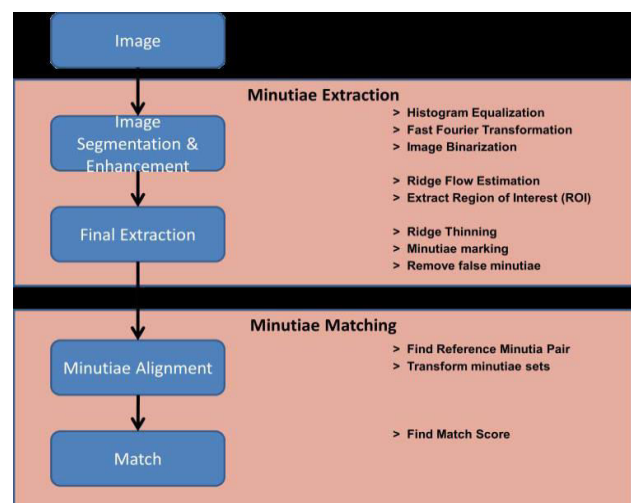 Image
Minutiae Extraction
Image
Segmentation &
Enhancement
> Histogram Equalization
> Fast Fourier Transformation
> Image Binarization
> Ridge Flow Estimation
> Extract Region of Interest (ROI)
Final Extraction
> Ridge Thinning
> Minutiae marking
> Remove false minutiae
Minutiae Matching
Minutiae Alignment
> Find Reference Minutia Pair
> Transform minutiae sets
Match
> Find Match Score